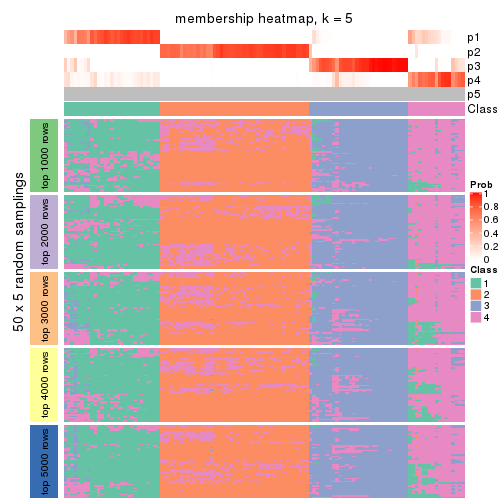 membership heatmap, k = 5
p1
p2
p3
p4
p5
Class
50 x 5 random samplings
top 1000 rows
top 2000 rows
top 3000 rows
top 4000 rows
top 5000 rows
Prob
1
0.8
0.6
0.4
0.2
0
Class
1
2
3
4